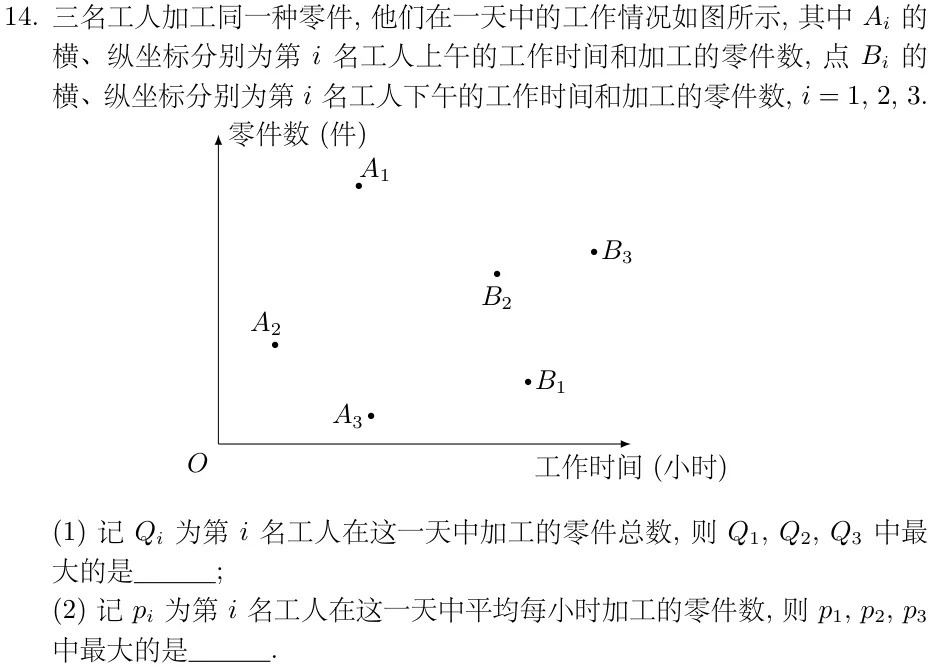 14. 三名工人加工同一种零件, 他们在一天中的工作情况如图所示, 其中 Aᵢ 的
横、纵坐标分别为第 i 名工人上午的工作时间和加工的零件数, 点 Bᵢ 的
横、纵坐标分别为第 i 名工人下午的工作时间和加工的零件数, i = 1, 2, 3.
零件数 (件)
A₁
B₃
B₂
A₂
B₁
A₃
O
工作时间 (小时)
(1) 记 Qᵢ 为第 i 名工人在这一天中加工的零件总数, 则 Q₁, Q₂, Q₃ 中最
大的是______;
(2) 记 pᵢ 为第 i 名工人在这一天中平均每小时加工的零件数, 则 p₁, p₂, p₃
中最大的是______.